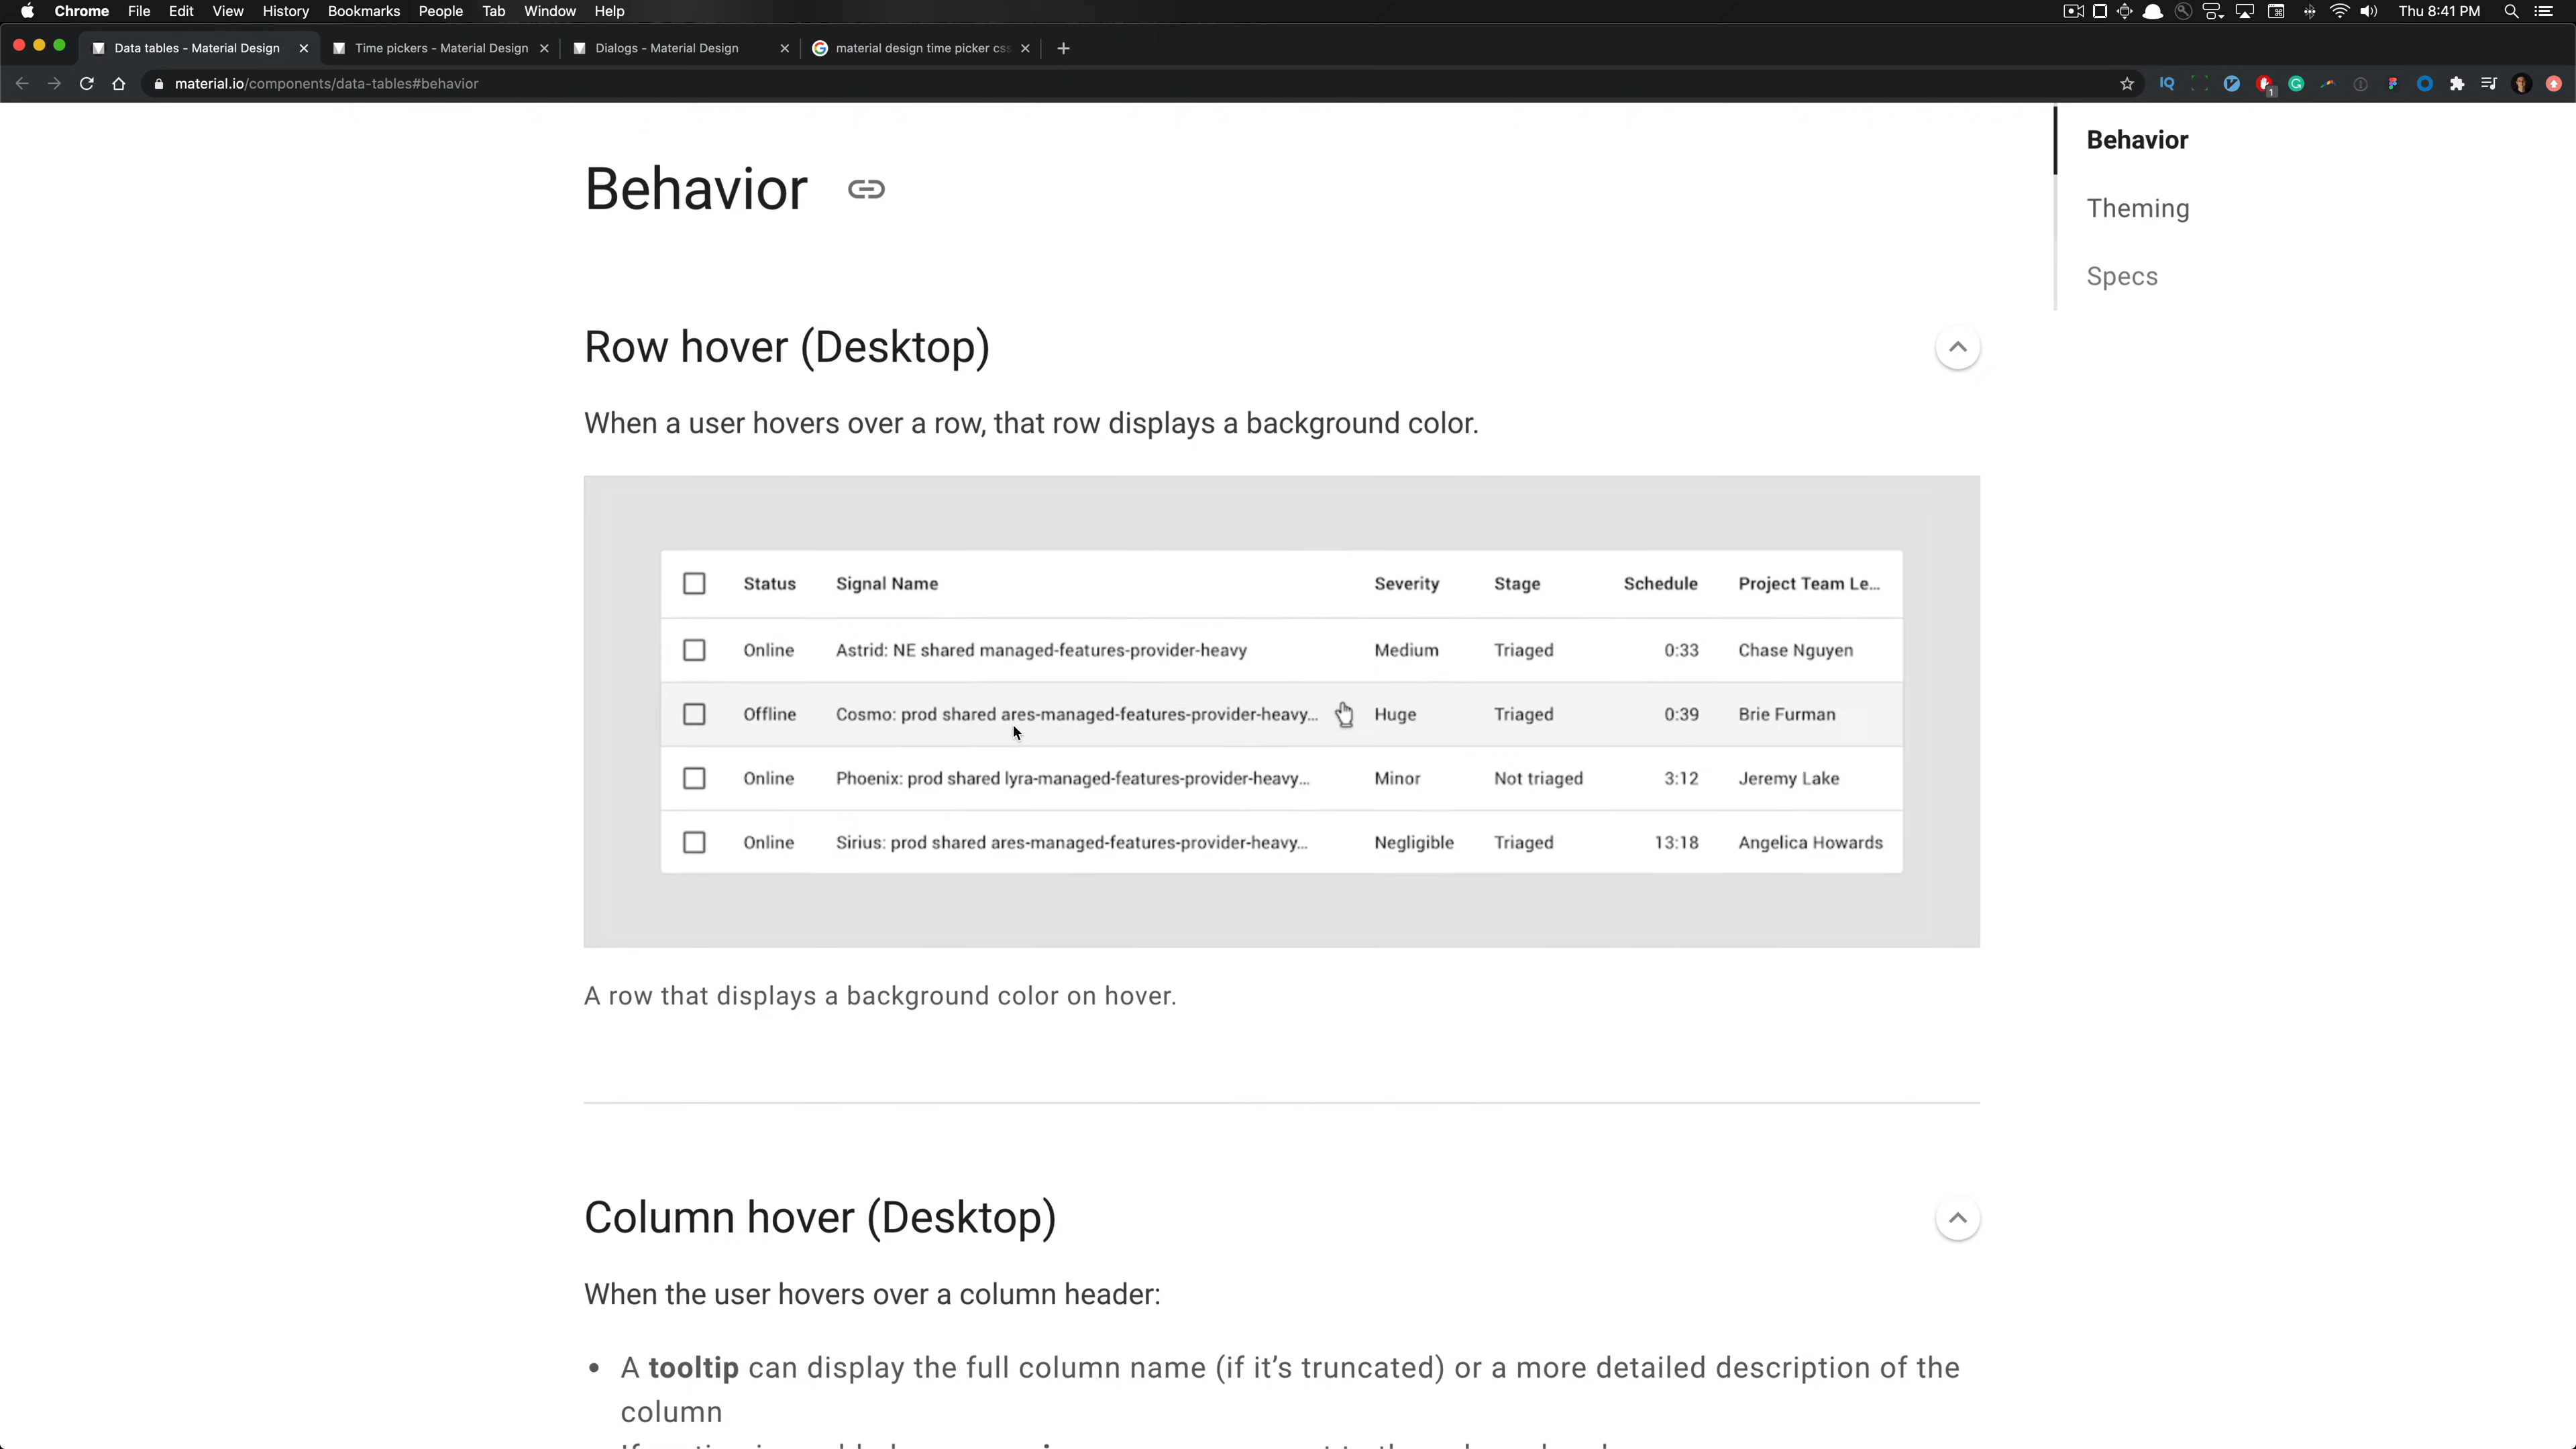 Chrome File Edit View History Bookmarks People Tab Window Help Thu 8:41 PM
Data tables - Material Design Time pickers - Material Design Dialogs - Material Design material design time picker css
material.io/components/data-tables#behavior IQ 1
Behavior
Theming
Specs
Behavior
Row hover (Desktop)
When a user hovers over a row, that row displays a background color.
Status Signal Name Severity Stage Schedule Project Team Le...
Online Astrid: NE shared managed-features-provider-heavy Medium Triaged 0:33 Chase Nguyen
Offline Cosmo: prod shared ares-managed-features-provider-heavy... Huge Triaged 0:39 Brie Furman
Online Phoenix: prod shared lyra-managed-features-provider-heavy... Minor Not triaged 3:12 Jeremy Lake
Online Sirius: prod shared ares-managed-features-provider-heavy... Negligible Triaged 13:18 Angelica Howards
A row that displays a background color on hover.
Column hover (Desktop)
When the user hovers over a column header:
• A tooltip can display the full column name (if it's truncated) or a more detailed description of the
column